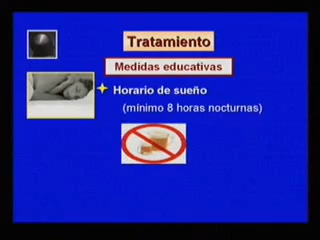 Tratamiento
Medidas educativas
Horario de sueño
(mínimo 8 horas nocturnas)